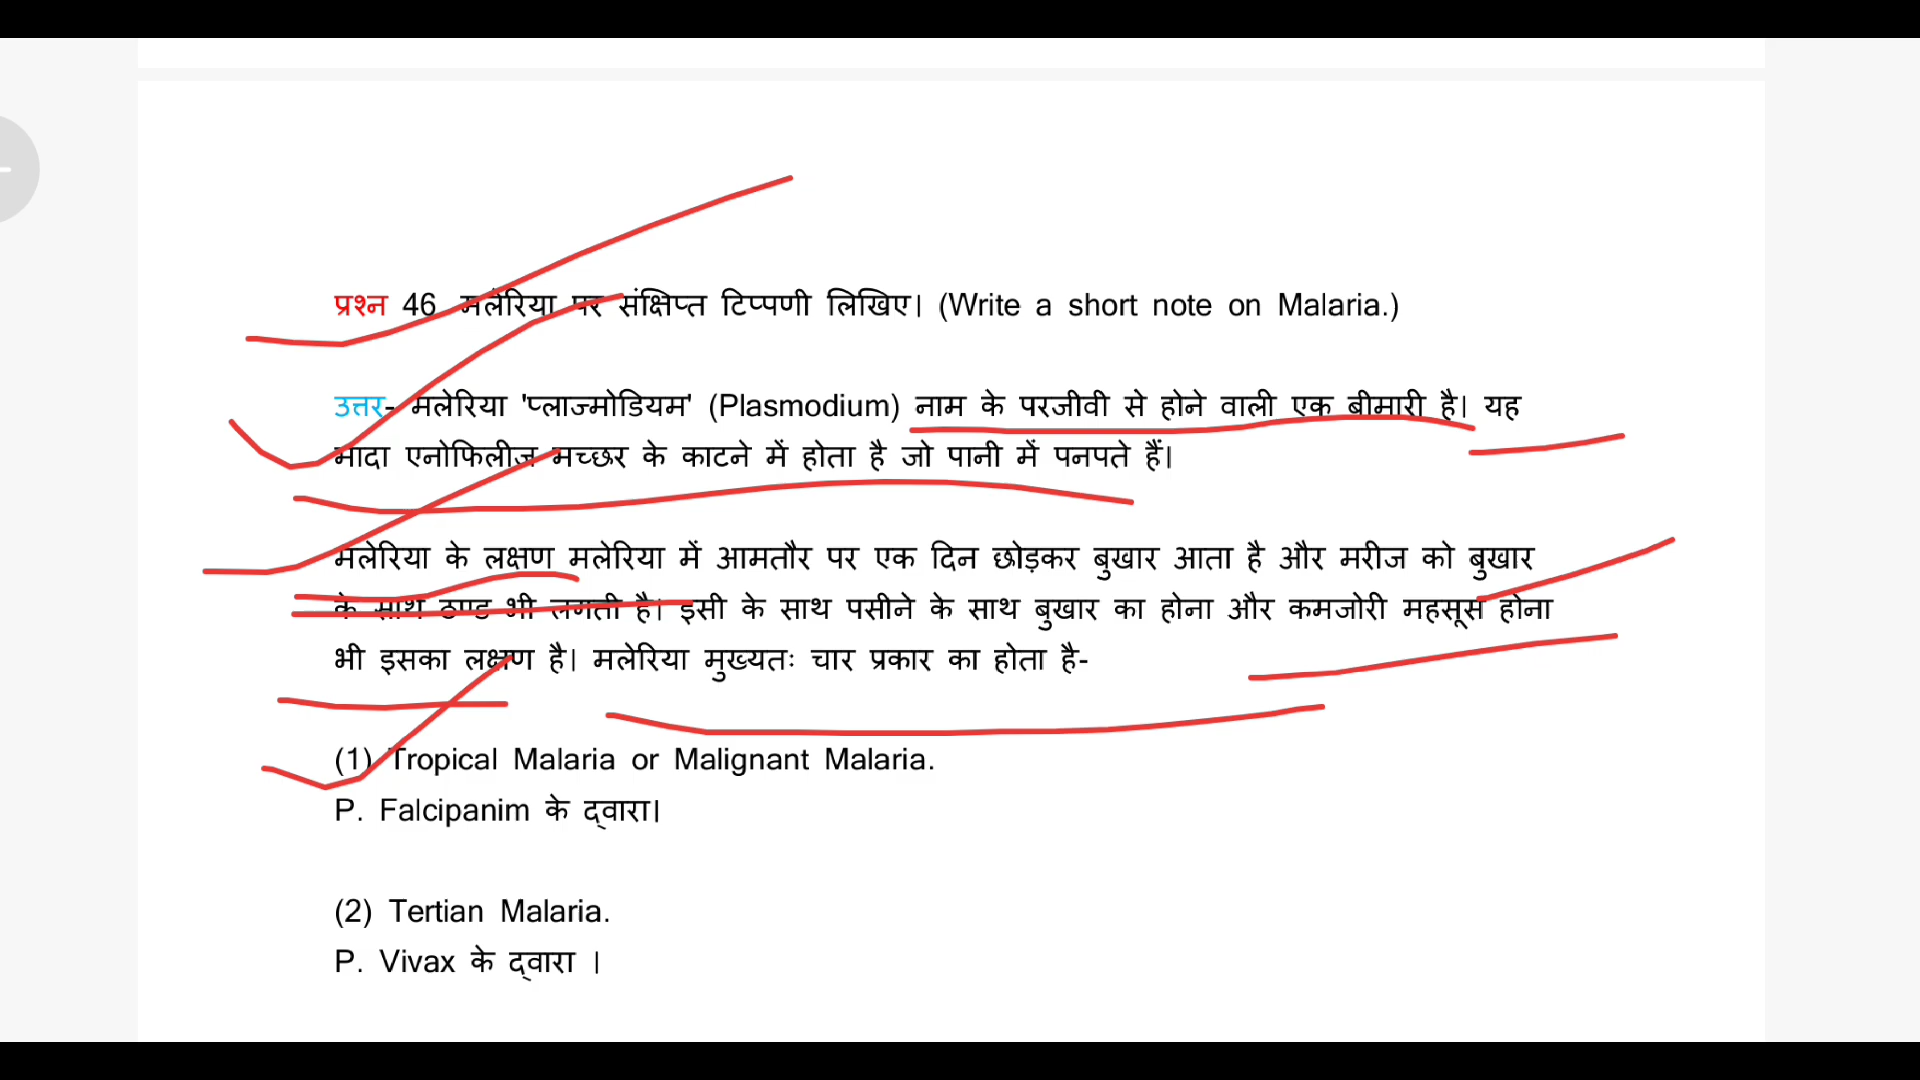 प्रश्न 46 मलेरिया पर संक्षिप्त टिप्पणी लिखिए। (Write a short note on Malaria.)
उत्तर- मलेरिया 'प्लाज्मोडियम' (Plasmodium) नाम के परजीवी से होने वाली एक बीमारी है। यह
मादा एनोफिलीज मच्छर के काटने में होता है जो पानी में पनपते हैं।
मलेरिया के लक्षण मलेरिया में आमतौर पर एक दिन छोड़कर बुखार आता है और मरीज को बुखार
के साथ ठण्ड भी लगती है। इसी के साथ पसीने के साथ बुखार का होना और कमजोरी महसूस होना
भी इसका लक्षण है। मलेरिया मुख्यतः चार प्रकार का होता है-
(1) Tropical Malaria or Malignant Malaria.
P. Falcipanim के द्वारा।
(2) Tertian Malaria.
P. Vivax के द्वारा ।